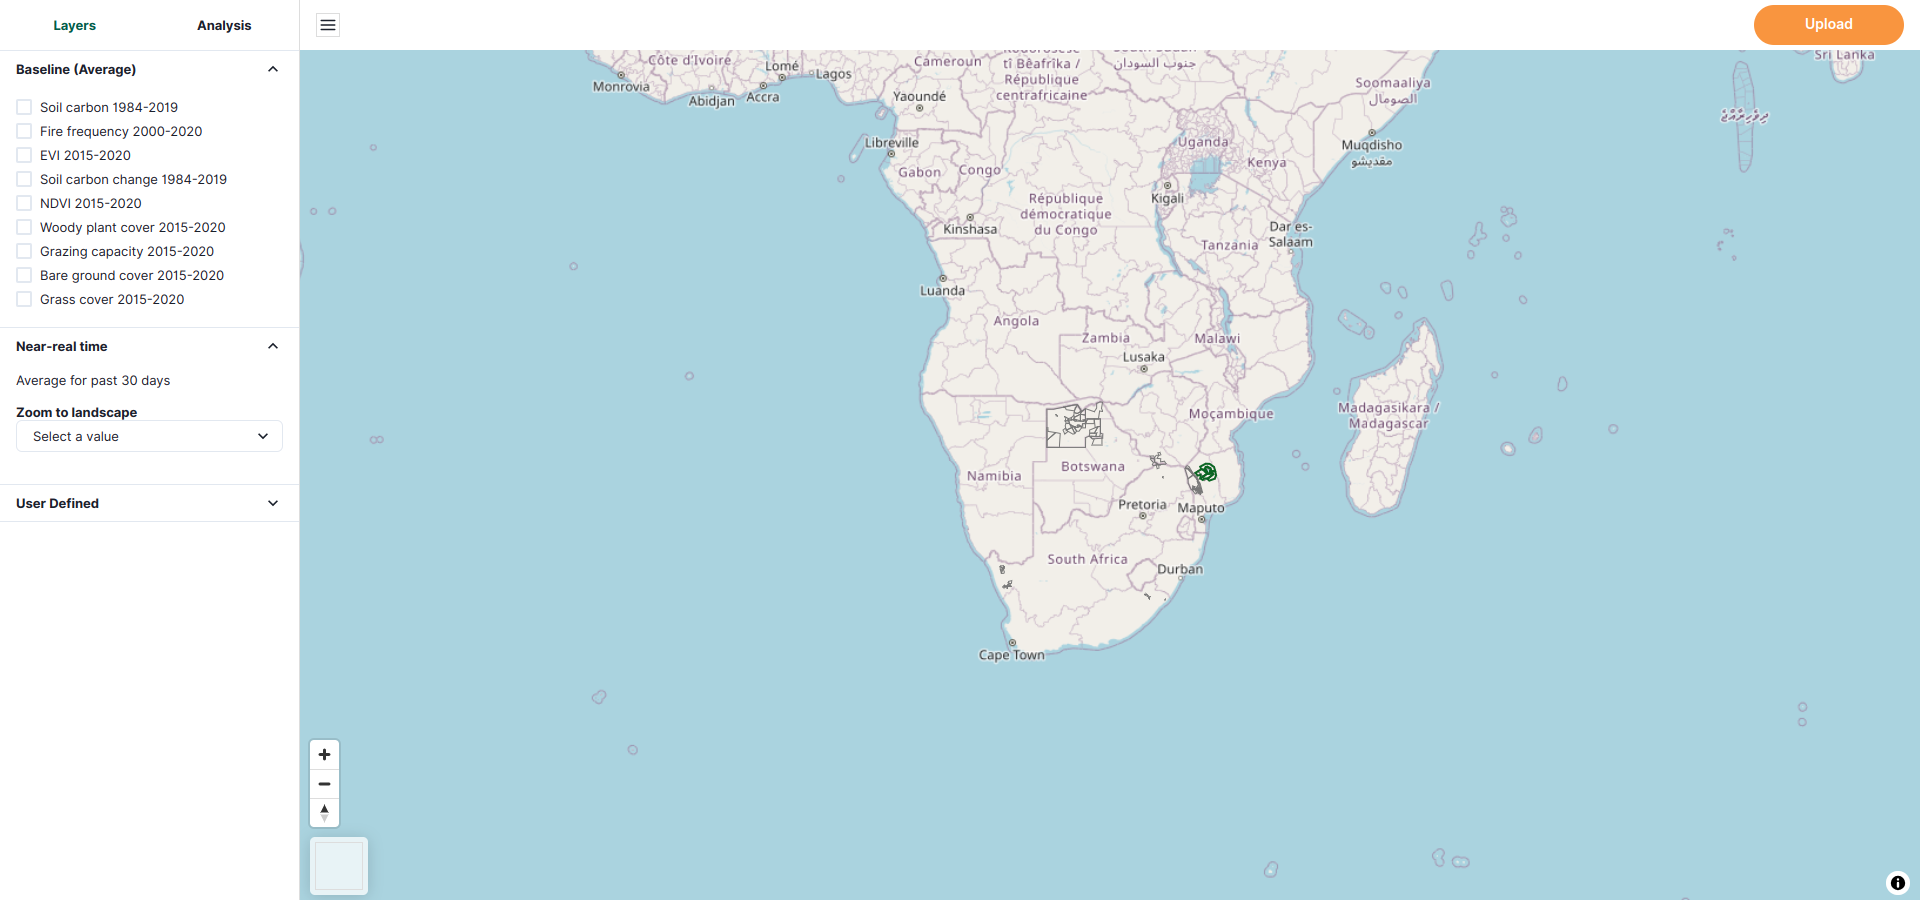 Layers
Analysis
Upload
Baseline (Average)
Soil carbon 1984-2019
Fire frequency 2000-2020
EVI 2015-2020
Soil carbon change 1984-2019
NDVI 2015-2020
Woody plant cover 2015-2020
Grazing capacity 2015-2020
Bare ground cover 2015-2020
Grass cover 2015-2020
Near-real time
Average for past 30 days
Zoom to landscape
Select a value
User Defined
Côte d'Ivoire
Monrovia
Abidjan
Lomé
Accra
Lagos
Cameroun
Yaoundé
tî Bêafrîka /
République
centrafricaine
جنوب السودان
Soomaaliya
الصومال
Sri Lanka
ދިވެހިރާއްޖެ
Libreville
Gabon
Congo
Uganda
Kenya
Muqdisho
مقديشو
Kigali
République
démocratique
du Congo
Kinshasa
Dar es-
Salaam
Tanzania
Luanda
Angola
Zambia
Malawi
Lusaka
Moçambique
Madagasikara /
Madagascar
Botswana
Namibia
Pretoria
Maputo
South Africa
Durban
Cape Town